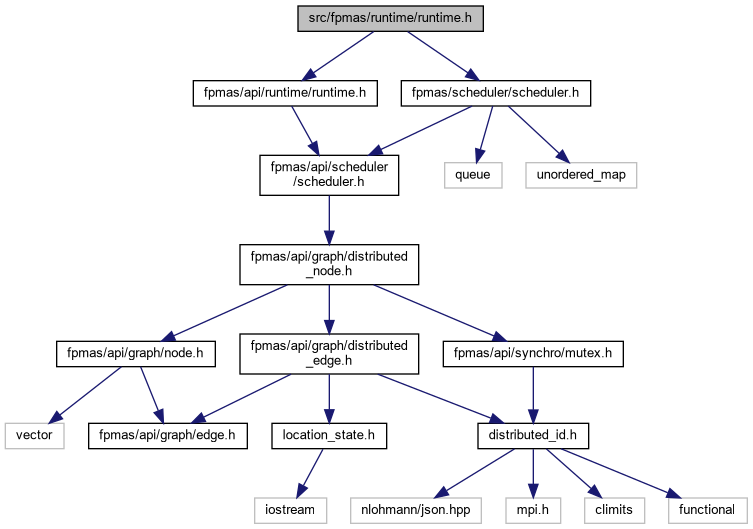 src/fpmas/runtime/runtime.h
fpmas/api/runtime/runtime.h
fpmas/scheduler/scheduler.h
fpmas/api/scheduler
/scheduler.h
queue
unordered_map
fpmas/api/graph/distributed
_node.h
fpmas/api/graph/node.h
fpmas/api/graph/distributed
_edge.h
fpmas/api/synchro/mutex.h
vector
fpmas/api/graph/edge.h
location_state.h
distributed_id.h
iostream
nlohmann/json.hpp
mpi.h
climits
functional